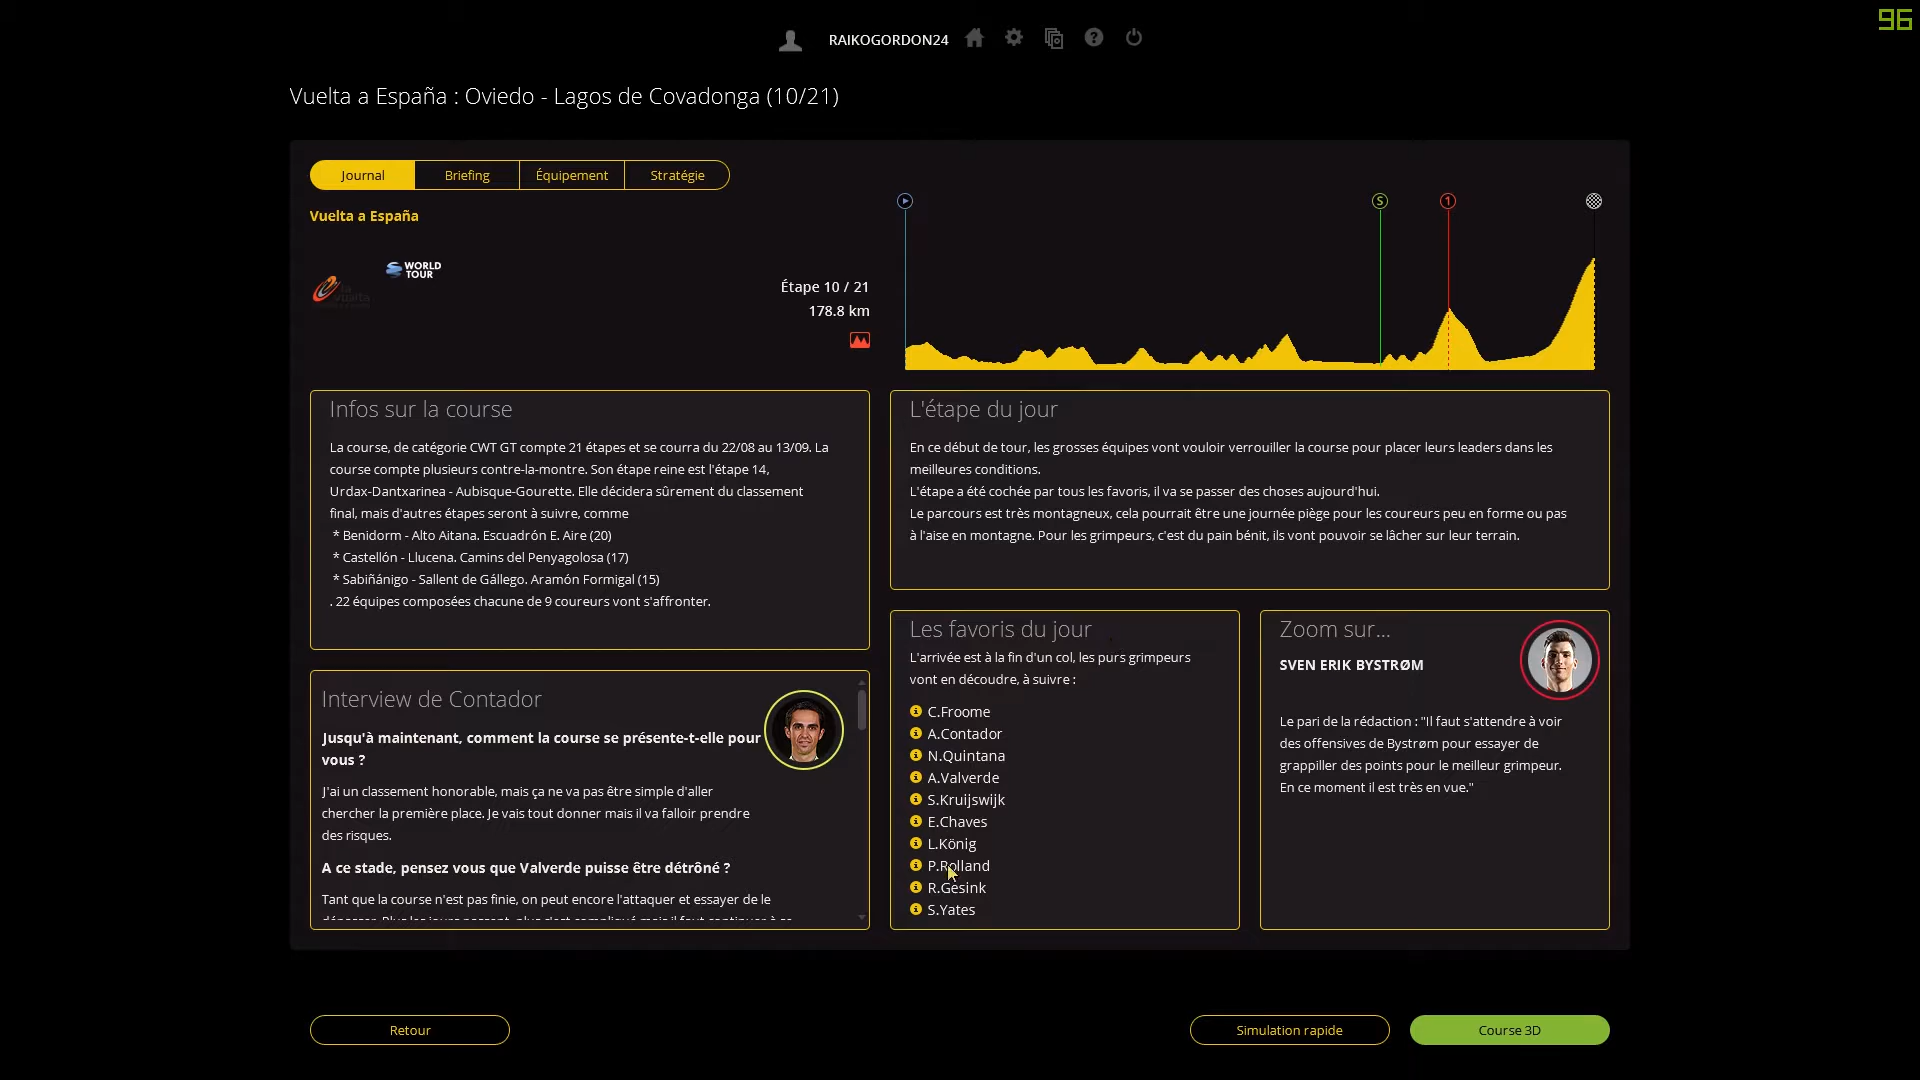 96
RAIKOGORDON24
Vuelta a España : Oviedo - Lagos de Covadonga (10/21)
Journal
Briefing
Équipement
Stratégie
Vuelta a España
WORLD
TOUR
la
vuelta
Étape 10 / 21
178.8 km
S
1
Infos sur la course
La course, de catégorie CWT GT compte 21 étapes et se courra du 22/08 au 13/09. La
course compte plusieurs contre-la-montre. Son étape reine est l'étape 14,
Urdax-Dantxarinea - Aubisque-Gourette. Elle décidera sûrement du classement
final, mais d'autres étapes seront à suivre, comme
* Benidorm - Alto Aitana. Escuadrón E. Aire (20)
* Castellón - Llucena. Camins del Penyagolosa (17)
* Sabiñánigo - Sallent de Gállego. Aramón Formigal (15)
. 22 équipes composées chacune de 9 coureurs vont s'affronter.
L'étape du jour
En ce début de tour, les grosses équipes vont vouloir verrouiller la course pour placer leurs leaders dans les
meilleures conditions.
L'étape a été cochée par tous les favoris, il va se passer des choses aujourd'hui.
Le parcours est très montagneux, cela pourrait être une journée piège pour les coureurs peu en forme ou pas
à l'aise en montagne. Pour les grimpeurs, c'est du pain bénit, ils vont pouvoir se lâcher sur leur terrain.
Interview de Contador
Jusqu'à maintenant, comment la course se présente-t-elle pour
vous ?
J'ai un classement honorable, mais ça ne va pas être simple d'aller
chercher la première place. Je vais tout donner mais il va falloir prendre
des risques.
A ce stade, pensez vous que Valverde puisse être détrôné ?
Tant que la course n'est pas finie, on peut encore l'attaquer et essayer de le
Les favoris du jour
L'arrivée est à la fin d'un col, les purs grimpeurs
vont en découdre, à suivre :
C.Froome
A.Contador
N.Quintana
A.Valverde
S.Kruijswijk
E.Chaves
L.König
P.Rolland
R.Gesink
S.Yates
Zoom sur...
SVEN ERIK BYSTRØM
Le pari de la rédaction : "Il faut s'attendre à voir
des offensives de Bystrøm pour essayer de
grappiller des points pour le meilleur grimpeur.
En ce moment il est très en vue."
Retour
Simulation rapide
Course 3D